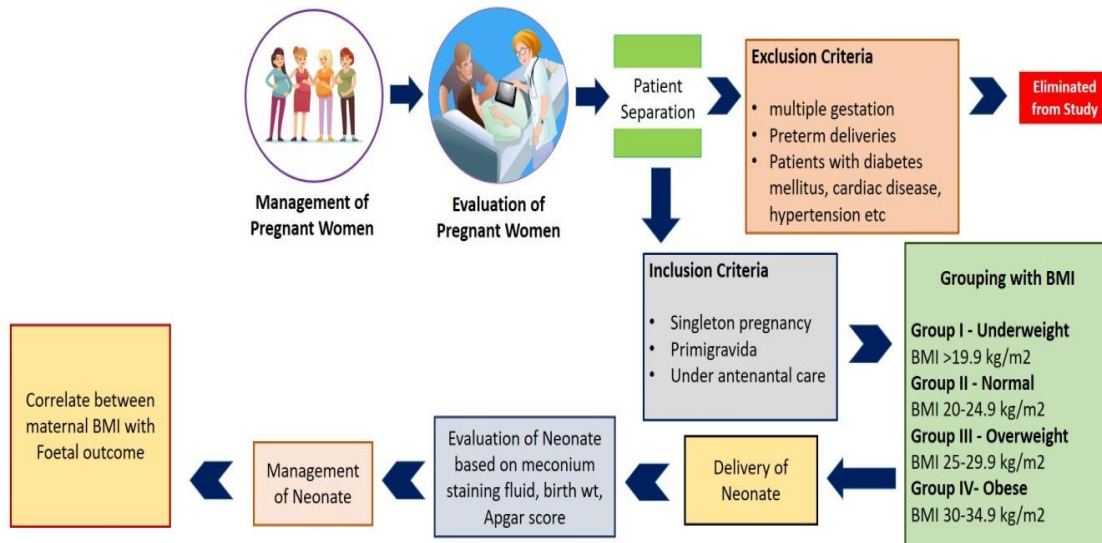 Management of
Pregnant Women
Evaluation of
Pregnant Women
Patient
Separation
Exclusion Criteria
• multiple gestation
• Preterm deliveries
• Patients with diabetes
mellitus, cardiac disease,
hypertension etc
Eliminated
from Study
Inclusion Criteria
• Singleton pregnancy
• Primigravida
• Under antenantal care
Grouping with BMI
Group I - Underweight
BMI >19.9 kg/m2
Group II - Normal
BMI 20-24.9 kg/m2
Group III - Overweight
BMI 25-29.9 kg/m2
Group IV- Obese
BMI 30-34.9 kg/m2
Delivery of
Neonate
Evaluation of Neonate
based on meconium
staining fluid, birth wt,
Apgar score
Management
of Neonate
Correlate between
maternal BMI with
Foetal outcome